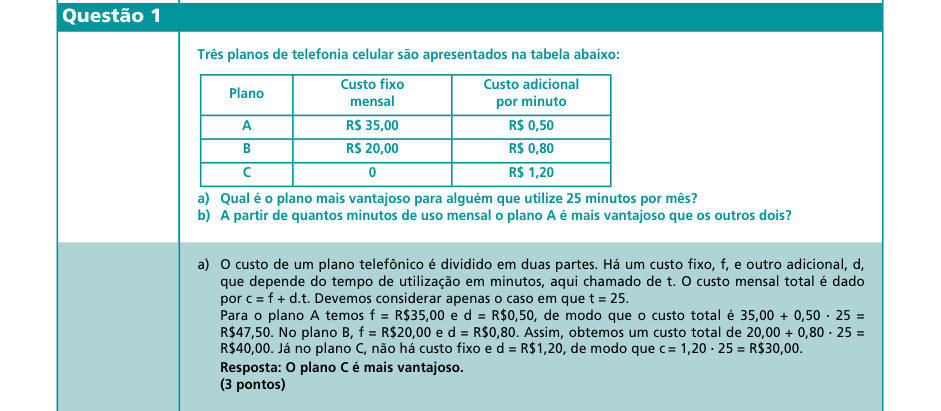 Questão 1
Três planos de telefonia celular são apresentados na tabela abaixo:
Plano Custo fixo mensal Custo adicional por minuto
A R$ 35,00 R$ 0,50
B R$ 20,00 R$ 0,80
C 0 R$ 1,20
a) Qual é o plano mais vantajoso para alguém que utilize 25 minutos por mês?
b) A partir de quantos minutos de uso mensal o plano A é mais vantajoso que os outros dois?
a) O custo de um plano telefônico é dividido em duas partes. Há um custo fixo, f, e outro adicional, d,
que depende do tempo de utilização em minutos, aqui chamado de t. O custo mensal total é dado
por c = f + d.t. Devemos considerar apenas o caso em que t = 25.
Para o plano A temos f = R$35,00 e d = R$0,50, de modo que o custo total é 35,00 + 0,50 · 25 =
R$47,50. No plano B, f = R$20,00 e d = R$0,80. Assim, obtemos um custo total de 20,00 + 0,80 · 25 =
R$40,00. Já no plano C, não há custo fixo e d = R$1,20, de modo que c = 1,20 · 25 = R$30,00.
Resposta: O plano C é mais vantajoso.
(3 pontos)